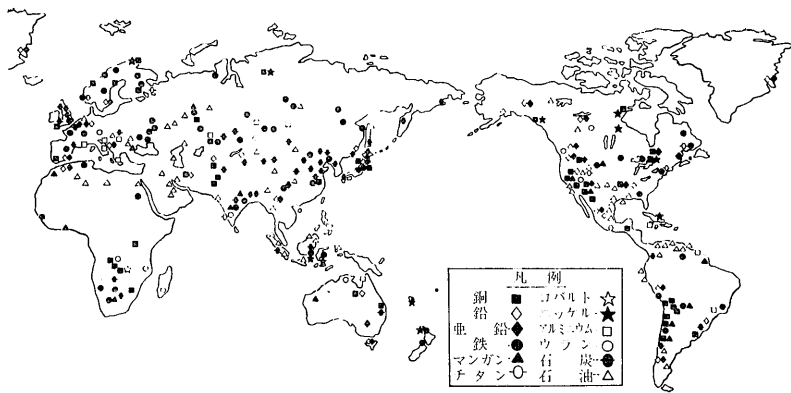 凡 例
銅 コバルト
鉛 ニッケル
亜 鉛 アルミニウム
鉄 ウラン
マンガン 石 炭
チタン 石 油